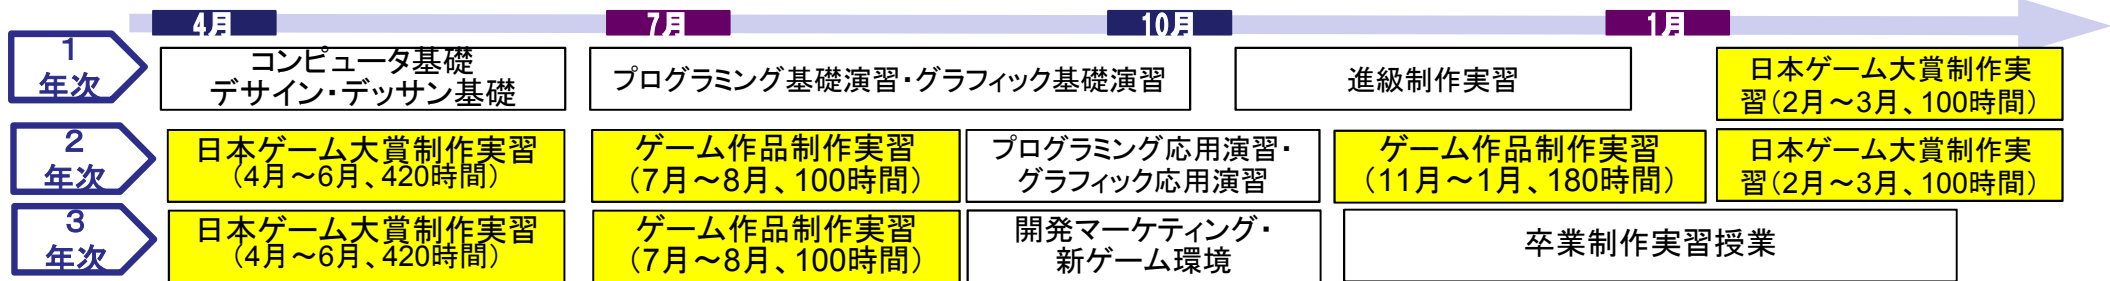 4月 7月 10月 1月
1
年次
コンピュータ基礎
デザイン・デッサン基礎
プログラミング基礎演習・グラフィック基礎演習
進級制作実習
日本ゲーム大賞制作実
習(2月～3月、100時間)
2
年次
日本ゲーム大賞制作実習
(4月～6月、420時間)
ゲーム作品制作実習
(7月～8月、100時間)
プログラミング応用演習・
グラフィック応用演習
ゲーム作品制作実習
(11月～1月、180時間)
日本ゲーム大賞制作実
習(2月～3月、100時間)
3
年次
日本ゲーム大賞制作実習
(4月～6月、420時間)
ゲーム作品制作実習
(7月～8月、100時間)
開発マーケティング・
新ゲーム環境
卒業制作実習授業